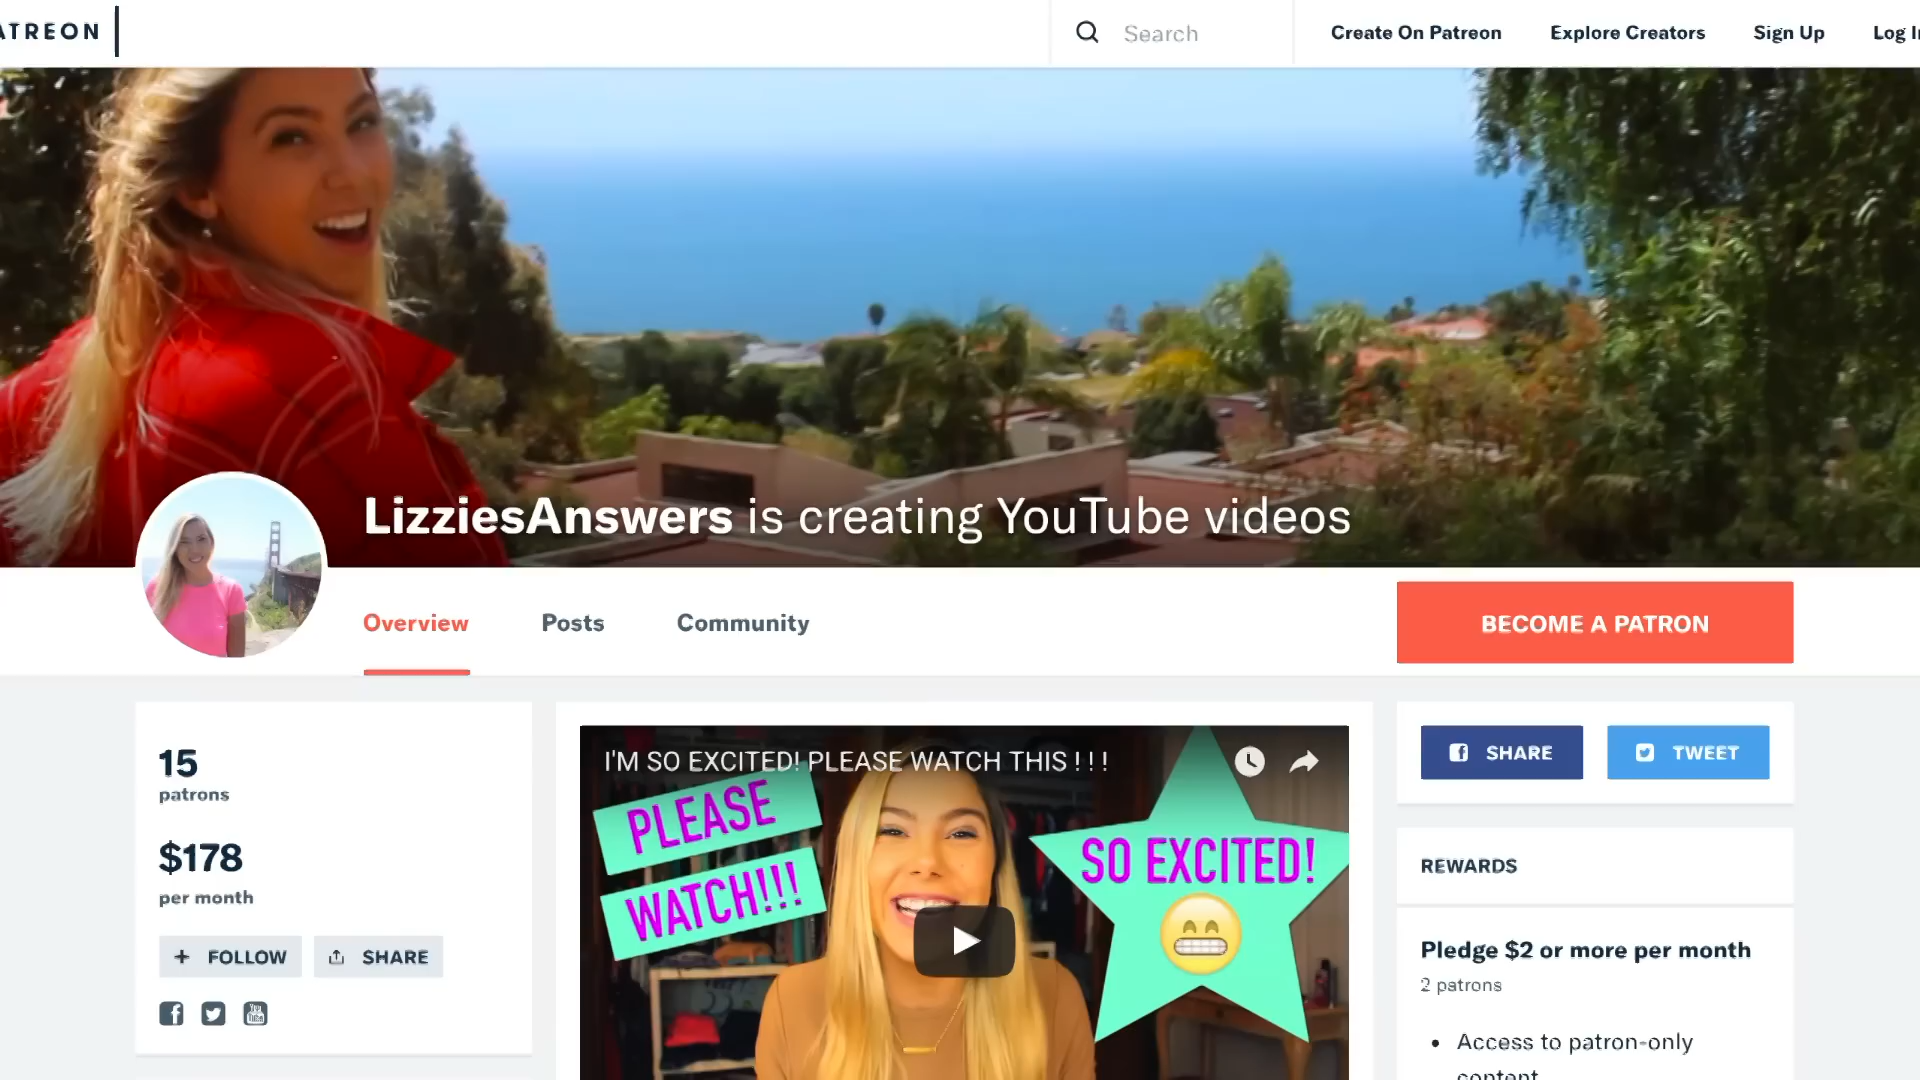 ATREON
Search
Create On Patreon
Explore Creators
Sign Up
Log In
LizziesAnswers is creating YouTube videos
Overview
Posts
Community
BECOME A PATRON
15
patrons
$178
per month
+ FOLLOW
SHARE
I'M SO EXCITED! PLEASE WATCH THIS ! ! !
PLEASE
WATCH!!!
SO EXCITED!
SHARE
TWEET
REWARDS
Pledge $2 or more per month
2 patrons
• Access to patron-only
content